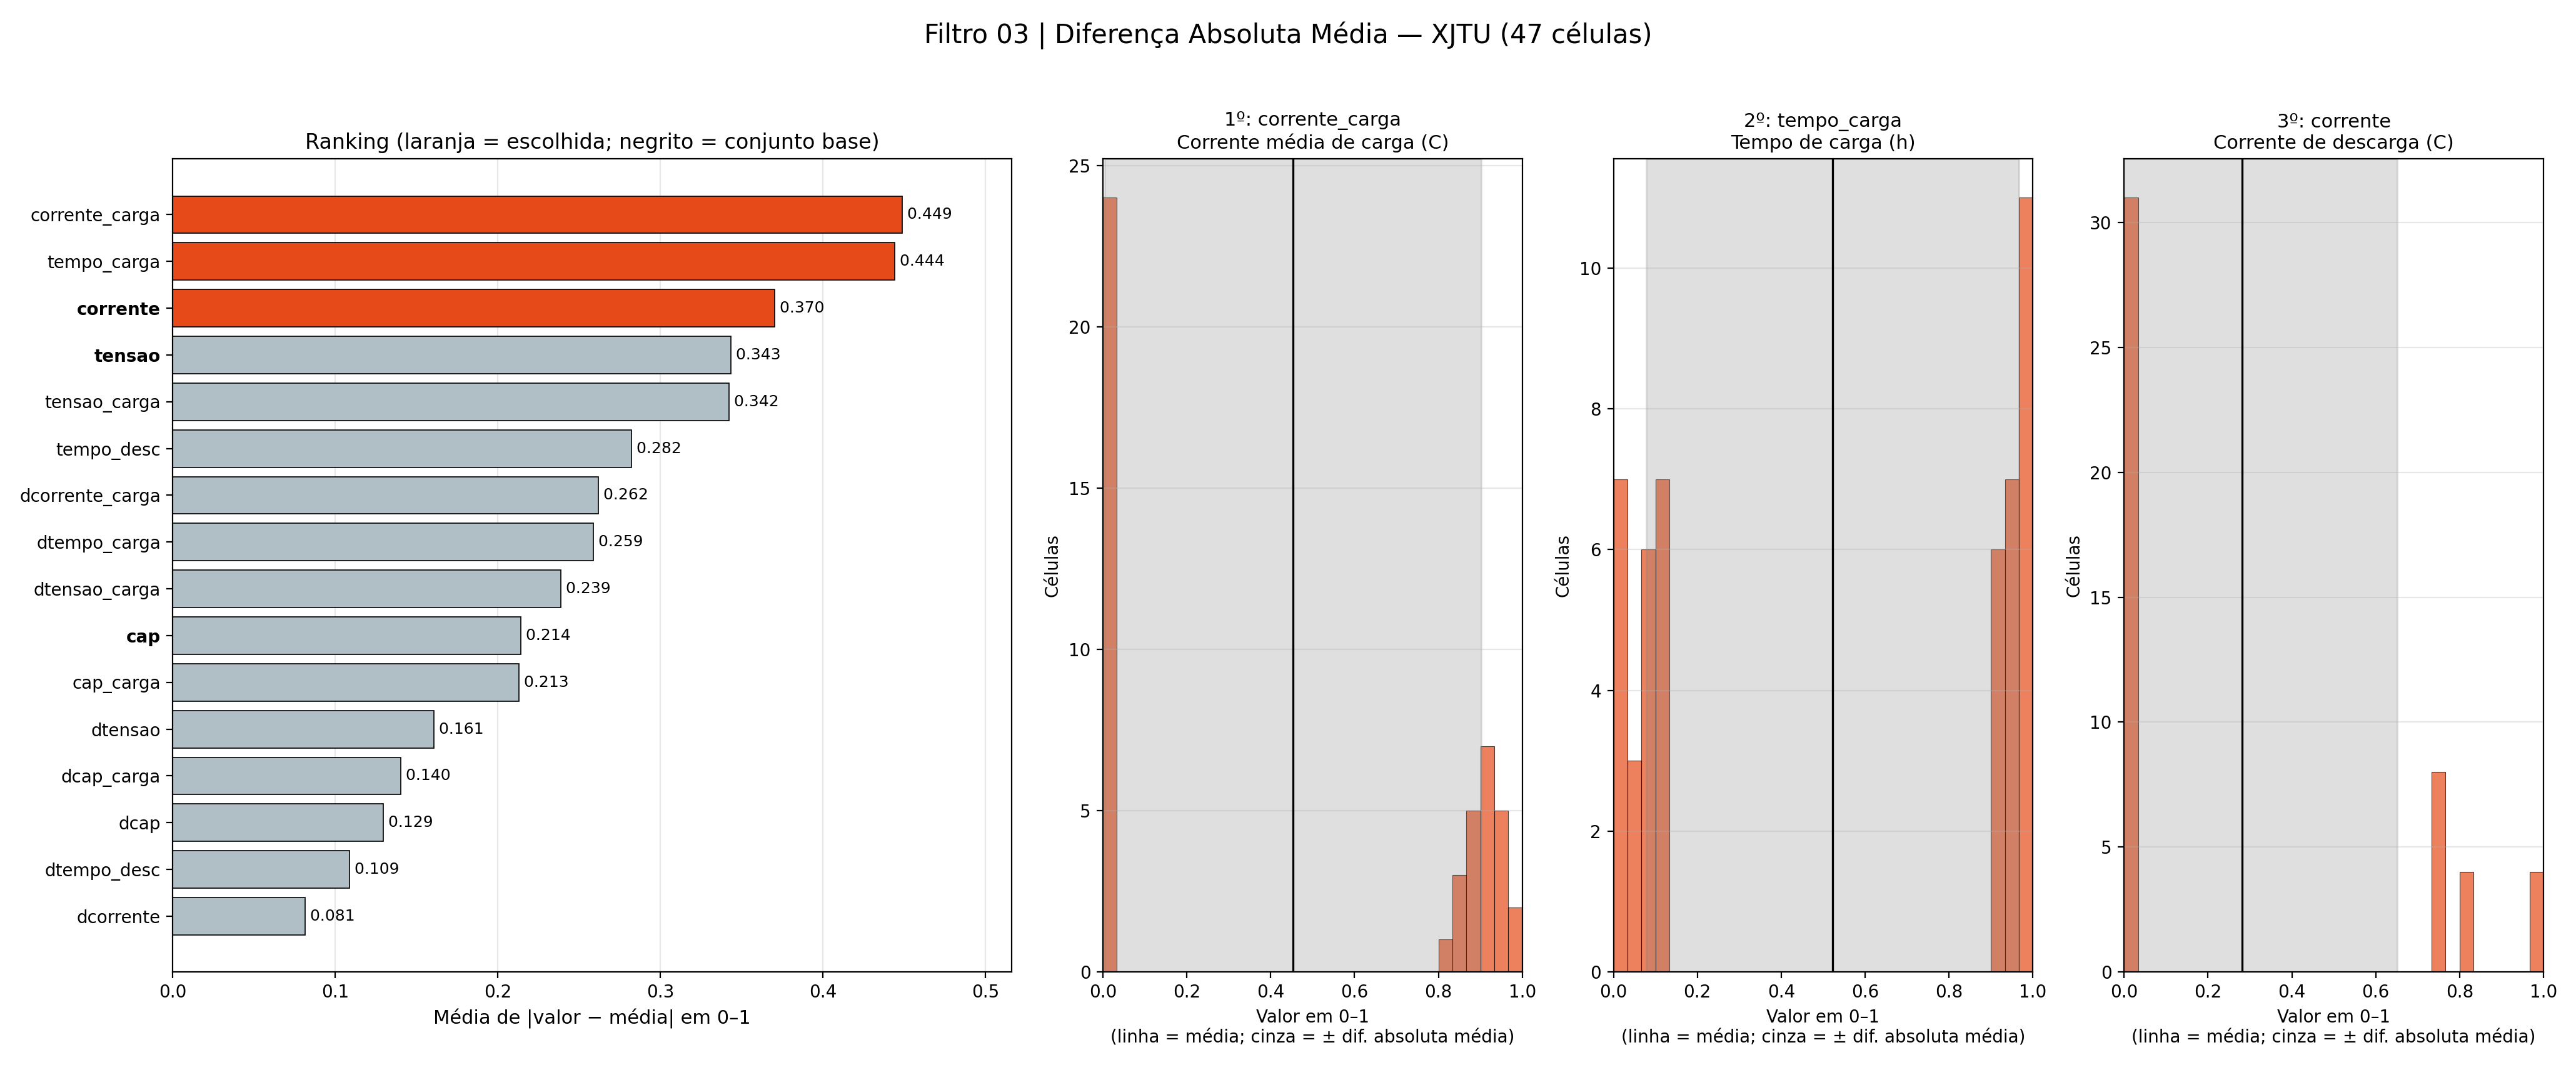 Filtro 03 | Diferença Absoluta Média — XJTU (47 células)
Ranking (laranja = escolhida; negrito = conjunto base)
corrente_carga
0.449
tempo_carga
0.444
corrente
0.370
tensao
0.343
tensao_carga
0.342
tempo_desc
0.282
dcorrente_carga
0.262
dtempo_carga
0.259
dtensao_carga
0.239
cap
0.214
cap_carga
0.213
dtensao
0.161
dcap_carga
0.140
dcap
0.129
dtempo_desc
0.109
dcorrente
0.081
0.0 0.1 0.2 0.3 0.4 0.5
Média de |valor − média| em 0–1
1º: corrente_carga
Corrente média de carga (C)
25
20
15
10
5
0
Células
0.0 0.2 0.4 0.6 0.8 1.0
Valor em 0–1
(linha = média; cinza = ± dif. absoluta média)
2º: tempo_carga
Tempo de carga (h)
10
8
6
4
2
0
Células
0.0 0.2 0.4 0.6 0.8 1.0
Valor em 0–1
(linha = média; cinza = ± dif. absoluta média)
3º: corrente
Corrente de descarga (C)
30
25
20
15
10
5
0
Células
0.0 0.2 0.4 0.6 0.8 1.0
Valor em 0–1
(linha = média; cinza = ± dif. absoluta média)